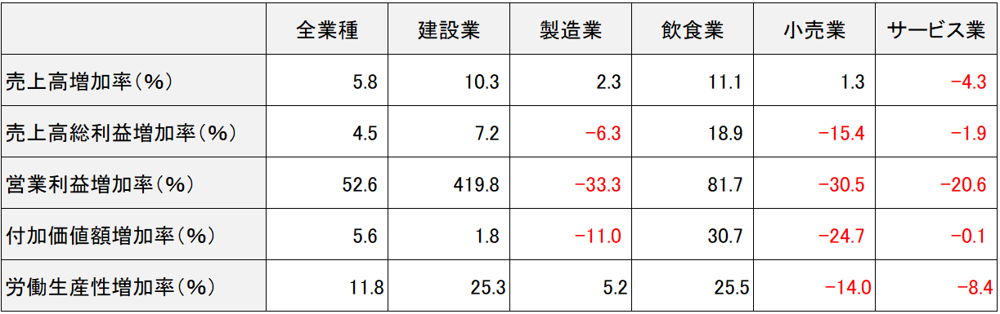 全業種 建設業 製造業 飲食業 小売業 サービス業
売上高増加率(%) 5.8 10.3 2.3 11.1 1.3 -4.3
売上高総利益増加率(%) 4.5 7.2 -6.3 18.9 -15.4 -1.9
営業利益増加率(%) 52.6 419.8 -33.3 81.7 -30.5 -20.6
付加価値額増加率(%) 5.6 1.8 -11.0 30.7 -24.7 -0.1
労働生産性増加率(%) 11.8 25.3 5.2 25.5 -14.0 -8.4